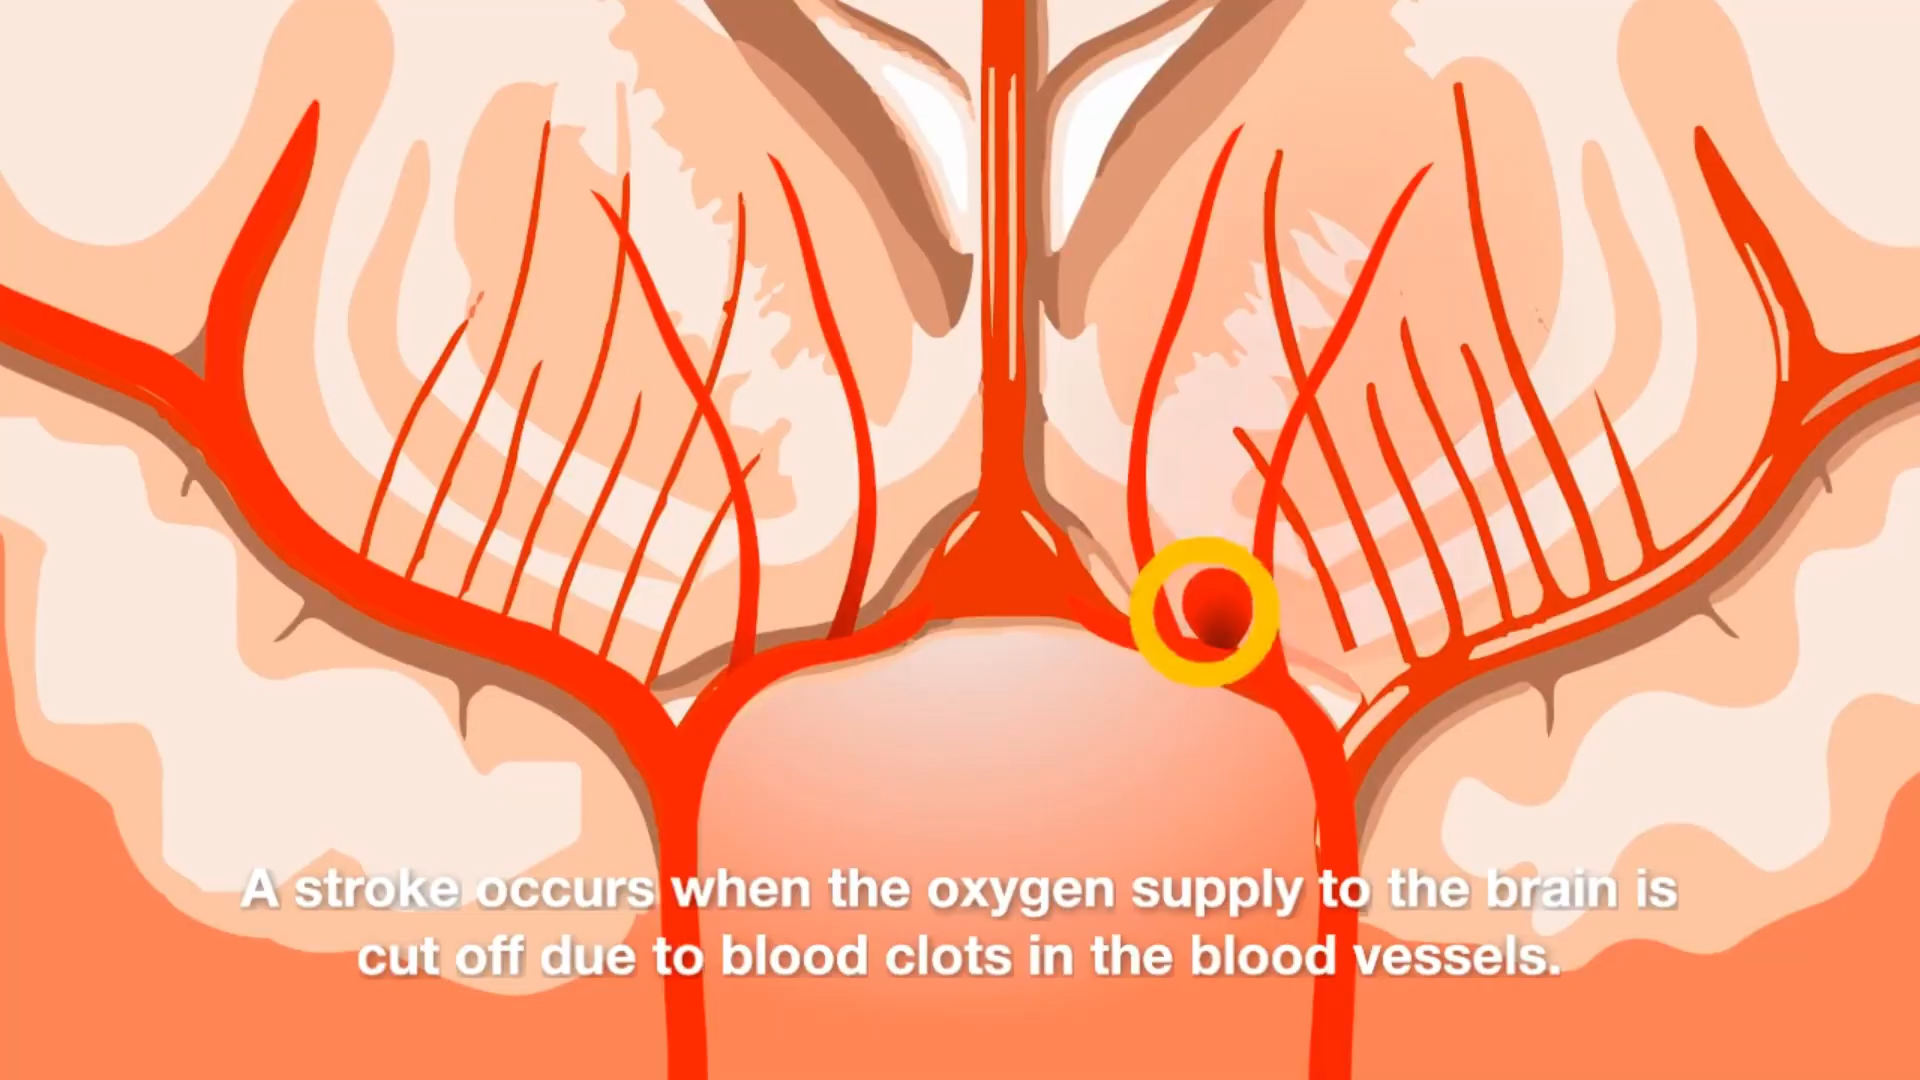 A stroke occurs when the oxygen supply to the brain is
cut off due to blood clots in the blood vessels.